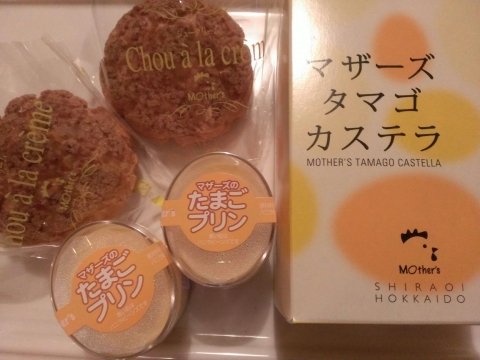 Chou à la crème
MOther's
Chou à la crème
MOther's
マザーズ
タマゴ
カステラ
MOTHER'S TAMAGO CASTELLA
MOther's
SHIRAOI
HOKKAIDO
マザーズの
たまご
プリン
マザーズの
たまご
プリン